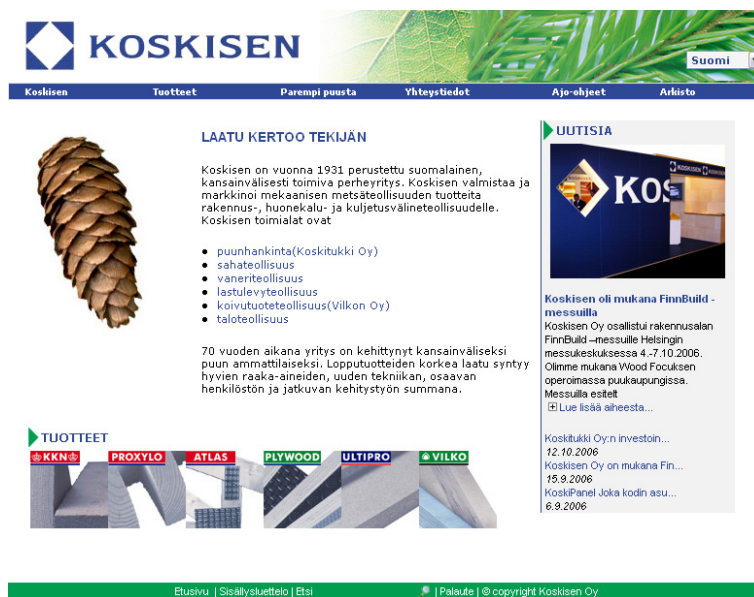 KOSKISEN
Suomi
Koskisen Tuotteet Parempi puusta Yhteystiedot Ajo-ohjeet Arkisto
LAATU KERTOO TEKIJÄN
Koskisen on vuonna 1931 perustettu suomalainen,
kansainvälisesti toimiva perheyritys. Koskisen valmistaa ja
markkinoi mekaanisen metsäteollisuuden tuotteita
rakennus-, huonekalu- ja kuljetusvälineteollisuudelle.
Koskisen toimialat ovat
• puunhankinta(Koskitukki Oy)
• sahateollisuus
• vaneriteollisuus
• lastulevyteollisuus
• koivutuoteteollisuus(Vilkon Oy)
• taloteollisuus
70 vuoden aikana yritys on kehittynyt kansainväliseksi
puun ammattilaiseksi. Lopputuotteiden korkea laatu syntyy
hyvien raaka-aineiden, uuden tekniikan, osaavan
henkilöstön ja jatkuvan kehitystyön summana.
TUOTTEET
KKN PROXYLO ATLAS PLYWOOD ULTIPRO VILKO
UUTISIA
KOS
KOSKISEN
Koskisen oli mukana FinnBuild -
messuilla
Koskisen Oy osallistui rakennusalan
FinnBuild –messuille Helsingin
messukeskuksessa 4.-7.10.2006.
Olimme mukana Wood Focuksen
operoimassa puukaupungissa.
Messuilla esitelt
Lue lisää aiheesta...
Koskitukki Oy:n investoin...
12.10.2006
Koskisen Oy on mukana Fin...
15.9.2006
KoskiPanel Joka kodin asu...
6.9.2006
Etusivu | Sisällysluettelo | Etsi | Palaute | © copyright Koskisen Oy